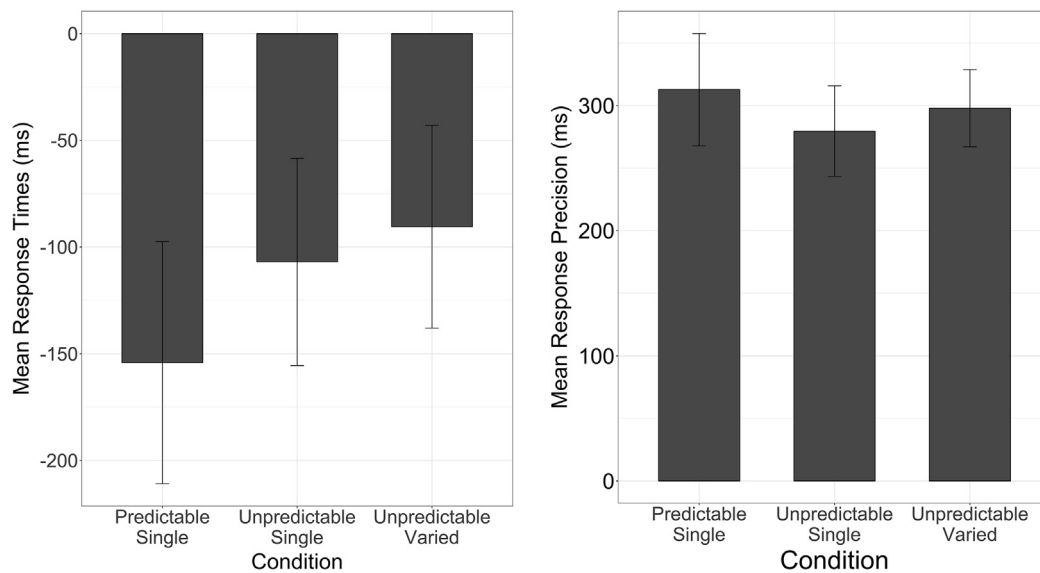 Mean Response Times (ms)
0
-50
-100
-150
-200
Predictable
Single
Unpredictable
Single
Unpredictable
Varied
Condition
Mean Response Precision (ms)
300
200
100
0
Predictable
Single
Unpredictable
Single
Unpredictable
Varied
Condition